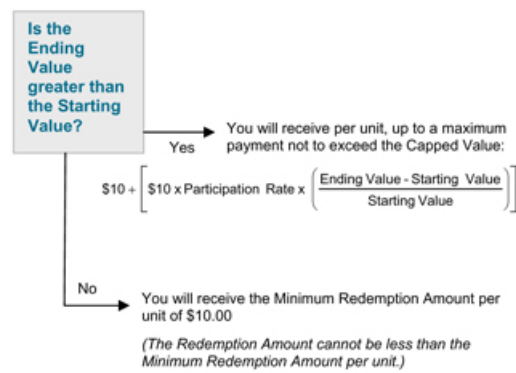 Is the
Ending
Value
greater than
the Starting
Value?
Yes
You will receive per unit, up to a maximum
payment not to exceed the Capped Value:
$10 + [ $10 x Participation Rate x ( Ending Value - Starting Value
Starting Value ) ]
No
You will receive the Minimum Redemption Amount per
unit of $10.00
(The Redemption Amount cannot be less than the
Minimum Redemption Amount per unit.)